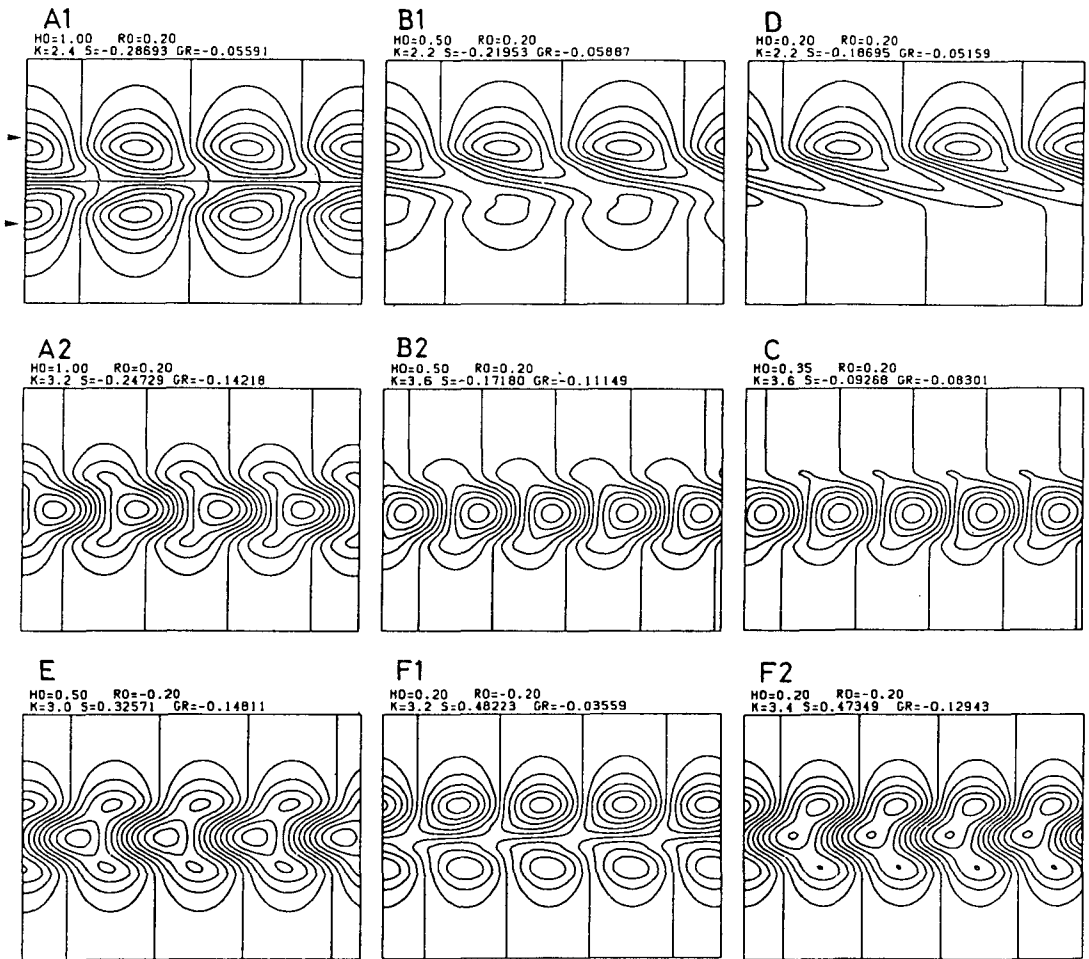 A1
H0=1.00 R0=0.20
K=2.4 S=-0.28693 GR=-0.05591
B1
H0=0.50 R0=0.20
K=2.2 S=-0.21953 GR=-0.05887
D
H0=0.20 R0=0.20
K=2.2 S=-0.18695 GR=-0.05159
A2
H0=1.00 R0=0.20
K=3.2 S=-0.24729 GR=-0.14218
B2
H0=0.50 R0=0.20
K=3.6 S=-0.17180 GR=-0.11149
C
H0=0.35 R0=0.20
K=3.6 S=-0.09268 GR=-0.08301
E
H0=0.50 R0=-0.20
K=3.0 S=0.32571 GR=-0.14811
F1
H0=0.20 R0=-0.20
K=3.2 S=0.48223 GR=-0.03559
F2
H0=0.20 R0=-0.20
K=3.4 S=0.47349 GR=-0.12943